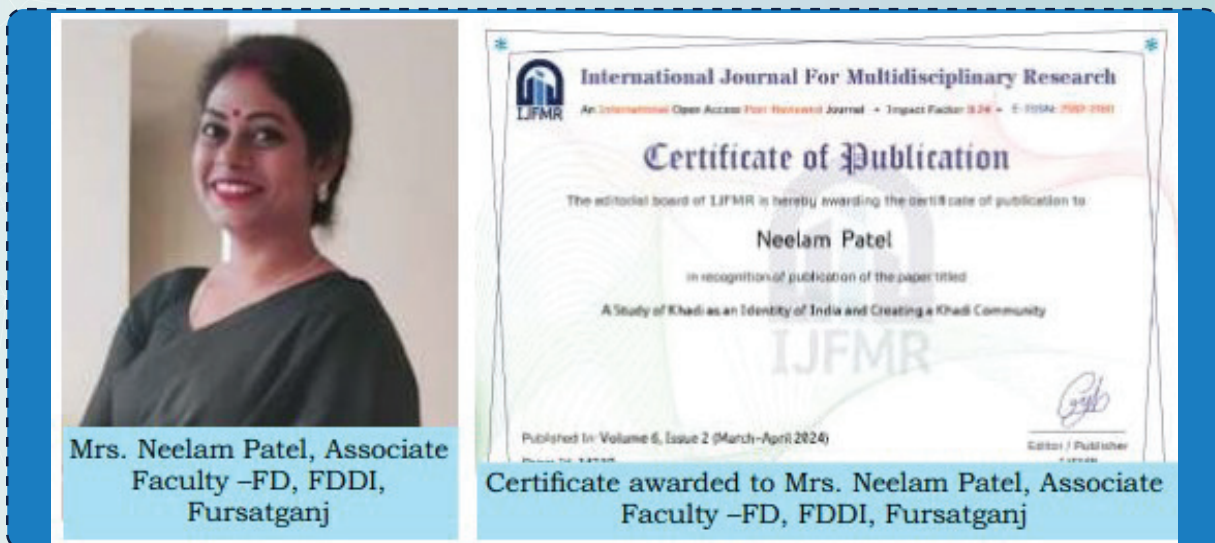 Mrs. Neelam Patel, Associate
Faculty –FD, FDDI,
Fursatganj
IJFMR
International Journal For Multidisciplinary Research
An International Open Access Peer Reviewed Journal • Impact Factor 9.24 • E-ISSN:
Certificate of Publication
The editorial board of IJFMR is hereby awarding the certificate of publication to
Neelam Patel
in recognition of publication of the paper titled
A Study of Khadi as an Identity of India and Creating a Khadi Community
IJFMR
Published In: Volume 6, Issue 2 (March-April 2024)
Editor / Publisher
Certificate awarded to Mrs. Neelam Patel, Associate
Faculty –FD, FDDI, Fursatganj